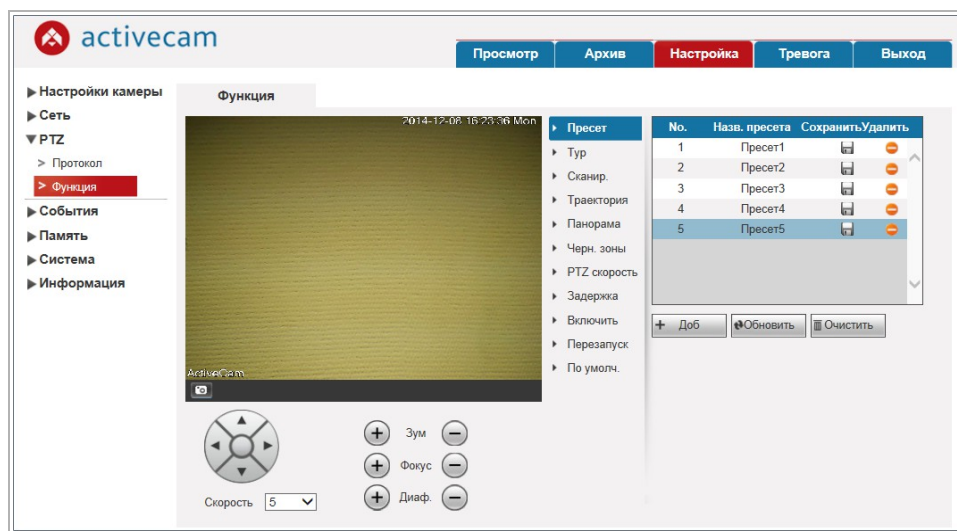 activecam
Просмотр Архив Настройка Тревога Выход
Настройки камеры
Сеть
PTZ
> Протокол
> Функция
События
Память
Система
Информация
Функция
2014-12-08 16:23:36 Mon
ActiveCam
Пресет
Тур
Сканир.
Траектория
Панорама
Черн. зоны
PTZ скорость
Задержка
Включить
Перезапуск
По умолч.
No. Назв. пресета Сохранить Удалить
1 Пресет1
2 Пресет2
3 Пресет3
4 Пресет4
5 Пресет5
+ Доб Обновить Очистить
Скорость 5
+ Зум −
+ Фокус −
+ Диаф. −